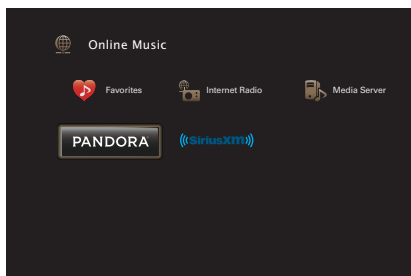 Online Music
Favorites
Internet Radio
Media Server
PANDORA
((SiriusXM))